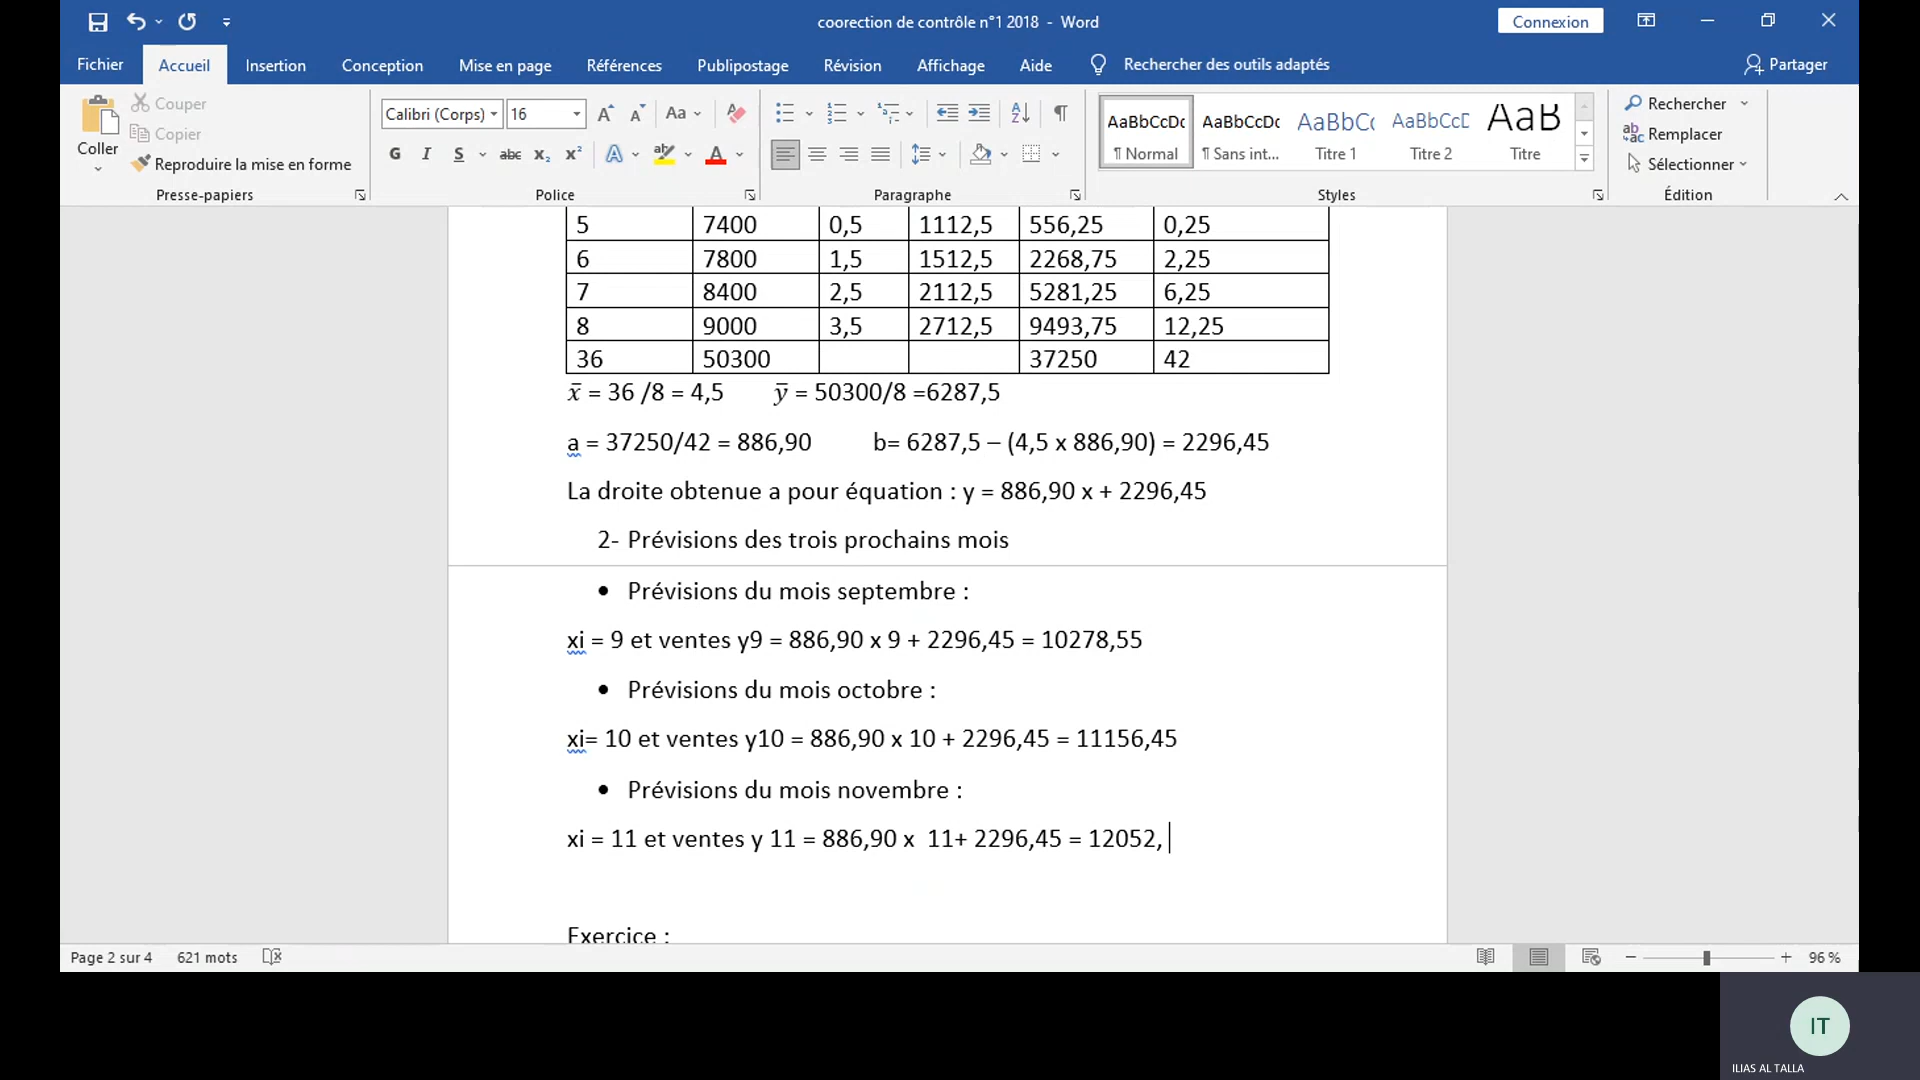 coorection de contrôle n°1 2018 - Word
Connexion
Fichier Accueil Insertion Conception Mise en page Références Publipostage Révision Affichage Aide Rechercher des outils adaptés Partager
Coller
Couper
Copier
Reproduire la mise en forme
Presse-papiers
Calibri (Corps) 16 Aa
G I S abc x₂ x² A A
Police
Paragraphe
AaBbCcDc AaBbCcDc AaBbCc AaBbCcD AaB
¶ Normal ¶ Sans int... Titre 1 Titre 2 Titre
Styles
Rechercher
Remplacer
Sélectionner
Édition
5 7400 0,5 1112,5 556,25 0,25
6 7800 1,5 1512,5 2268,75 2,25
7 8400 2,5 2112,5 5281,25 6,25
8 9000 3,5 2712,5 9493,75 12,25
36 50300 37250 42
x̄ = 36 /8 = 4,5 ȳ = 50300/8 =6287,5
a = 37250/42 = 886,90 b= 6287,5 – (4,5 x 886,90) = 2296,45
La droite obtenue a pour équation : y = 886,90 x + 2296,45
2- Prévisions des trois prochains mois
• Prévisions du mois septembre :
xi = 9 et ventes y9 = 886,90 x 9 + 2296,45 = 10278,55
• Prévisions du mois octobre :
xi= 10 et ventes y10 = 886,90 x 10 + 2296,45 = 11156,45
• Prévisions du mois novembre :
xi = 11 et ventes y 11 = 886,90 x 11+ 2296,45 = 12052,
Exercice :
Page 2 sur 4 621 mots 96 %
IT
ILIAS AL TALLA